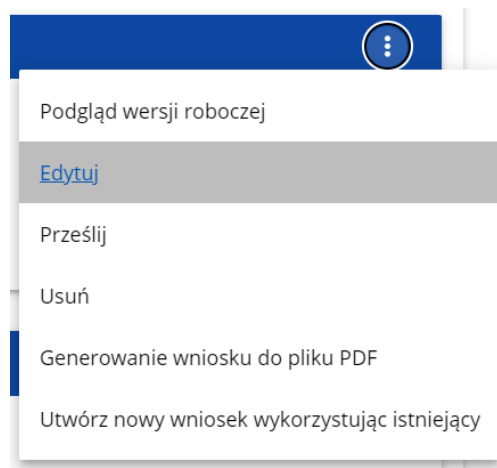 Podgląd wersji roboczej
Edytuj
Prześlij
Usuń
Generowanie wniosku do pliku PDF
Utwórz nowy wniosek wykorzystując istniejący